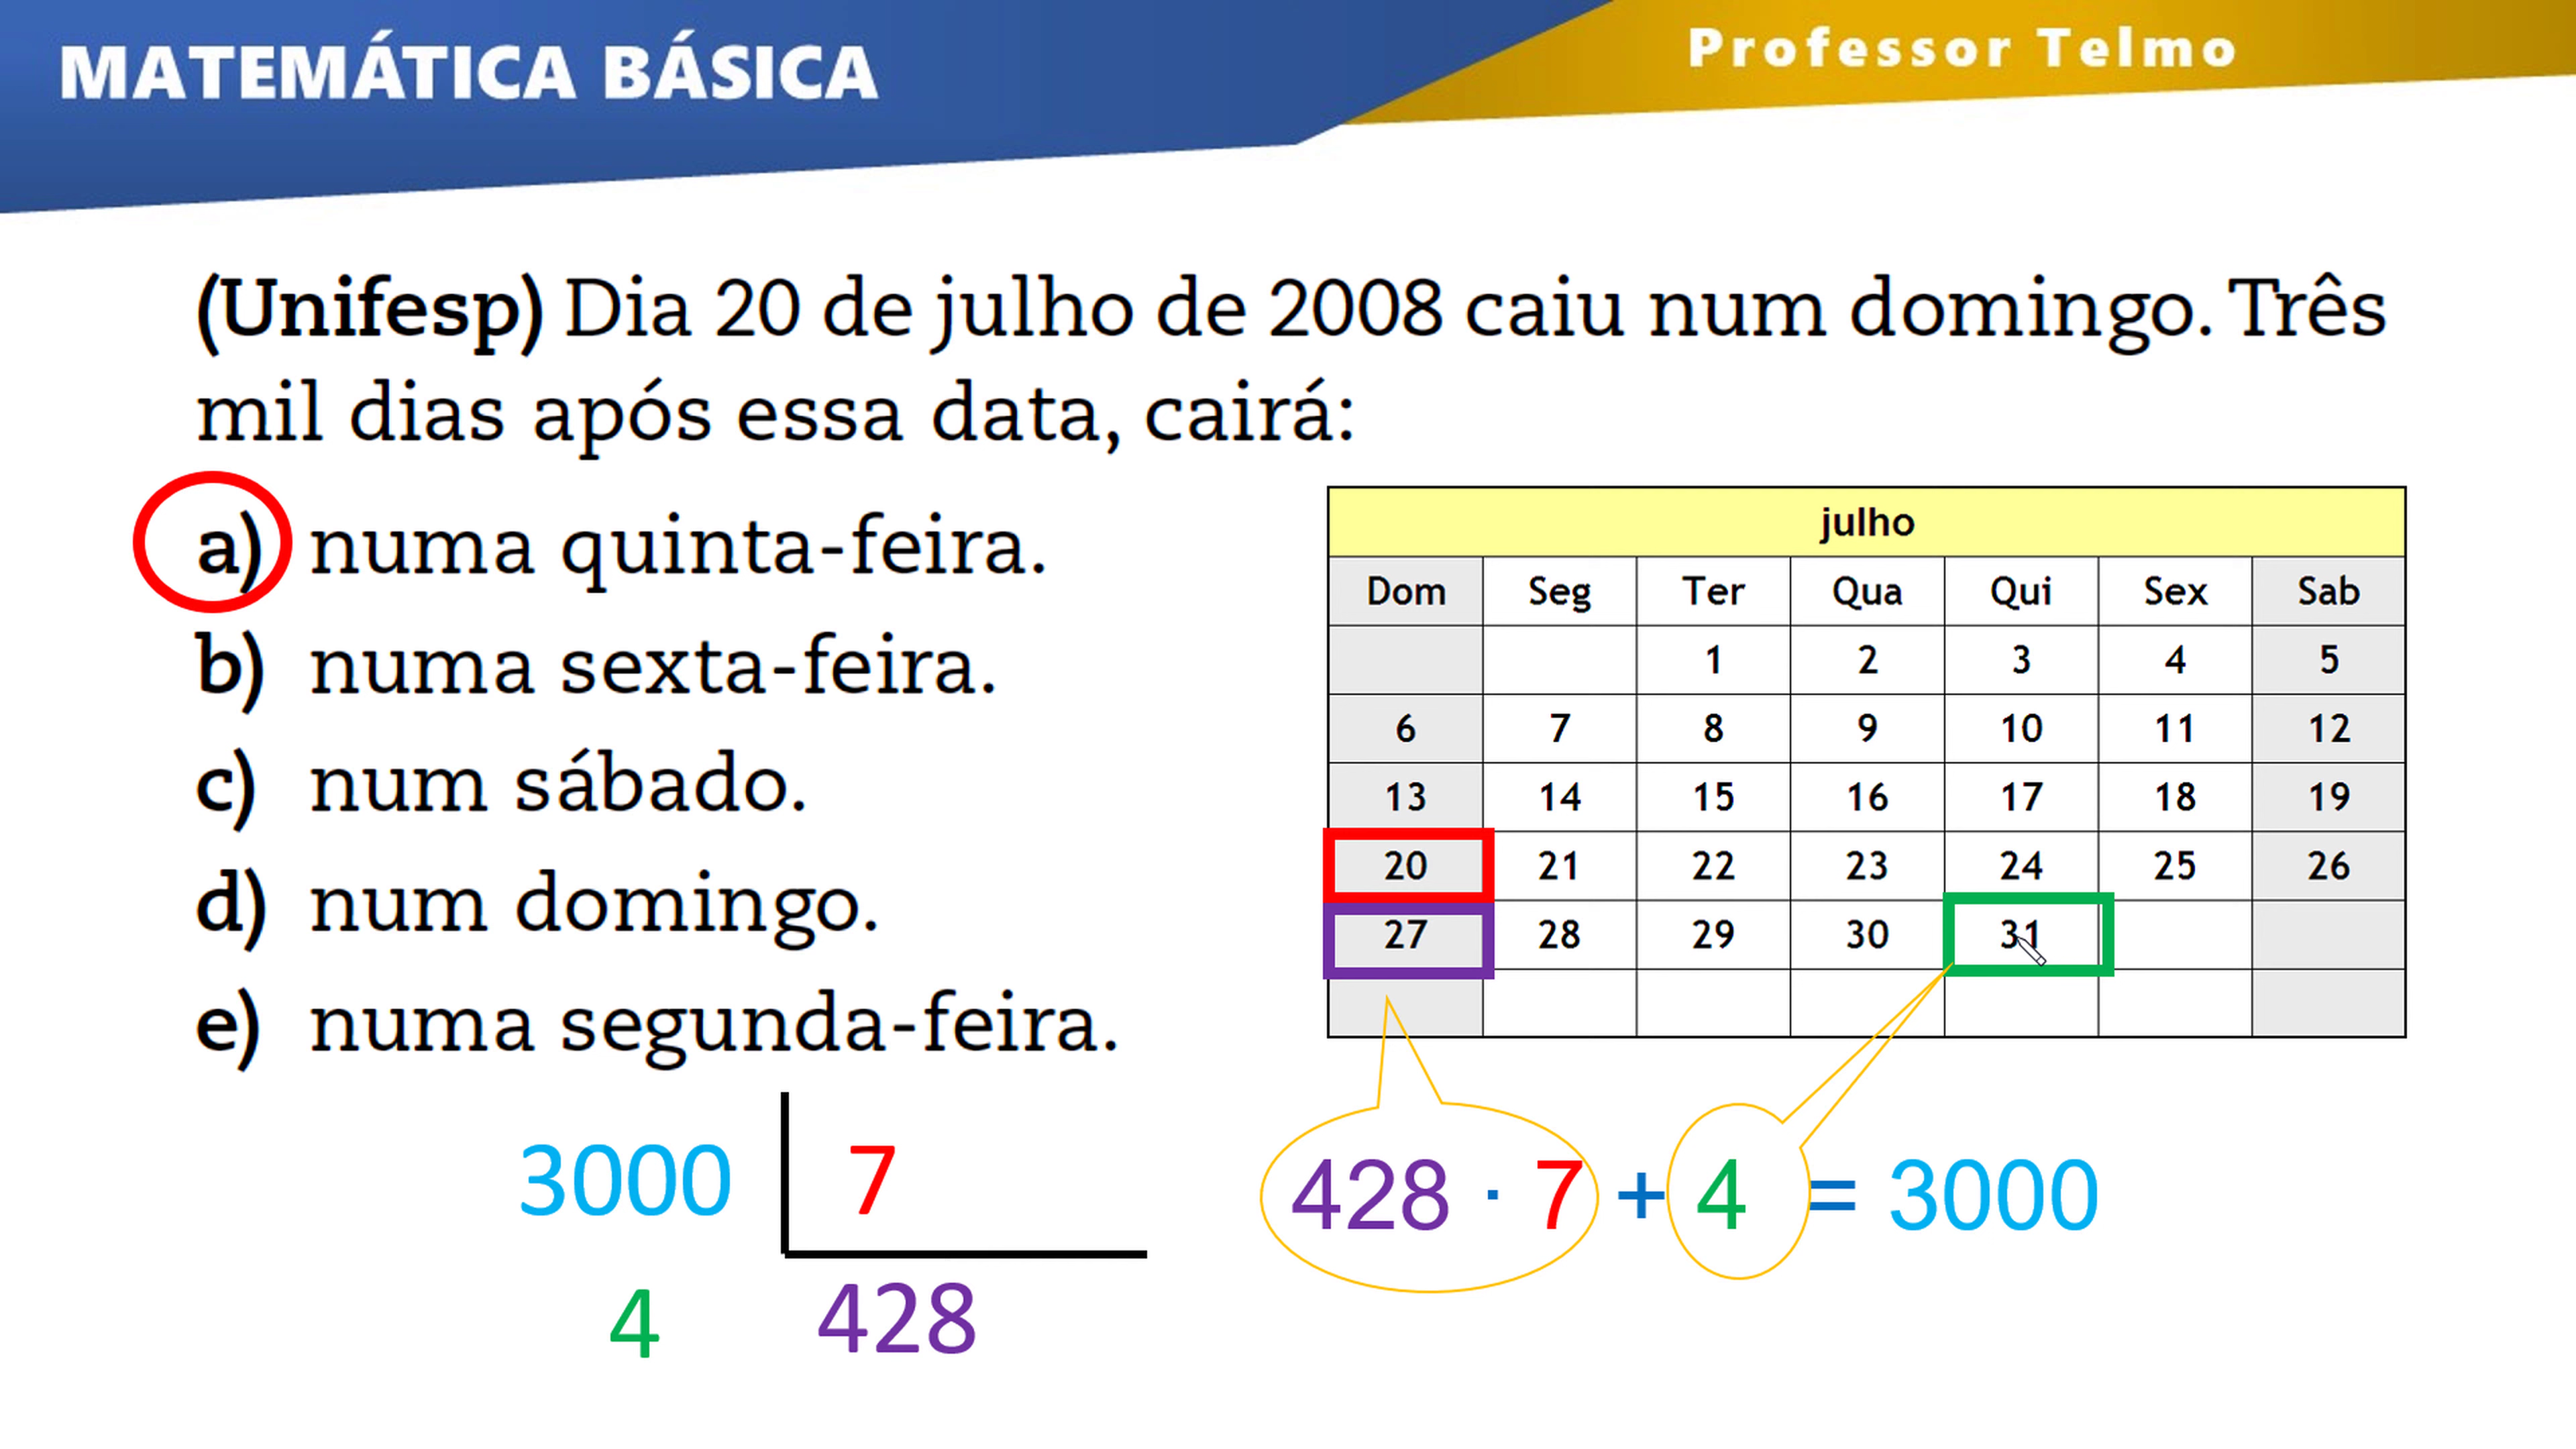 MATEMÁTICA BÁSICA
Professor Telmo
(Unifesp) Dia 20 de julho de 2008 caiu num domingo. Três
mil dias após essa data, cairá:
a) numa quinta-feira.
b) numa sexta-feira.
c) num sábado.
d) num domingo.
e) numa segunda-feira.
julho
Dom Seg Ter Qua Qui Sex Sab
1 2 3 4 5
6 7 8 9 10 11 12
13 14 15 16 17 18 19
20 21 22 23 24 25 26
27 28 29 30 31
3000 7
4 428
428 · 7 + 4 = 3000